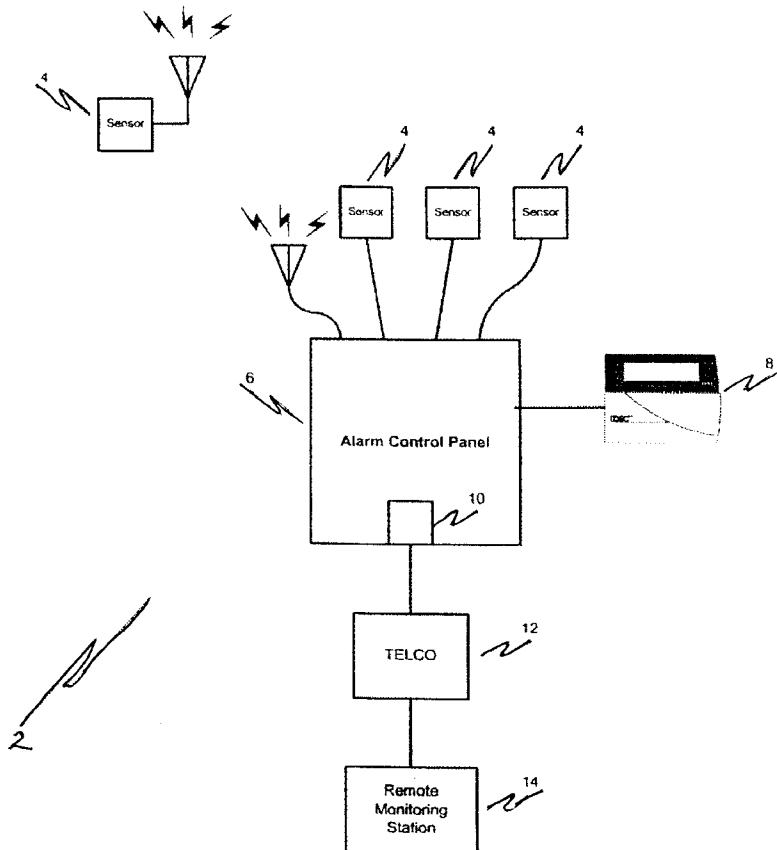 4
Sensor
4
4
4
Sensor
Sensor
Sensor
6
8
Alarm Control Panel
10
TELCO
12
2
Remote
Monitoring
Station
14